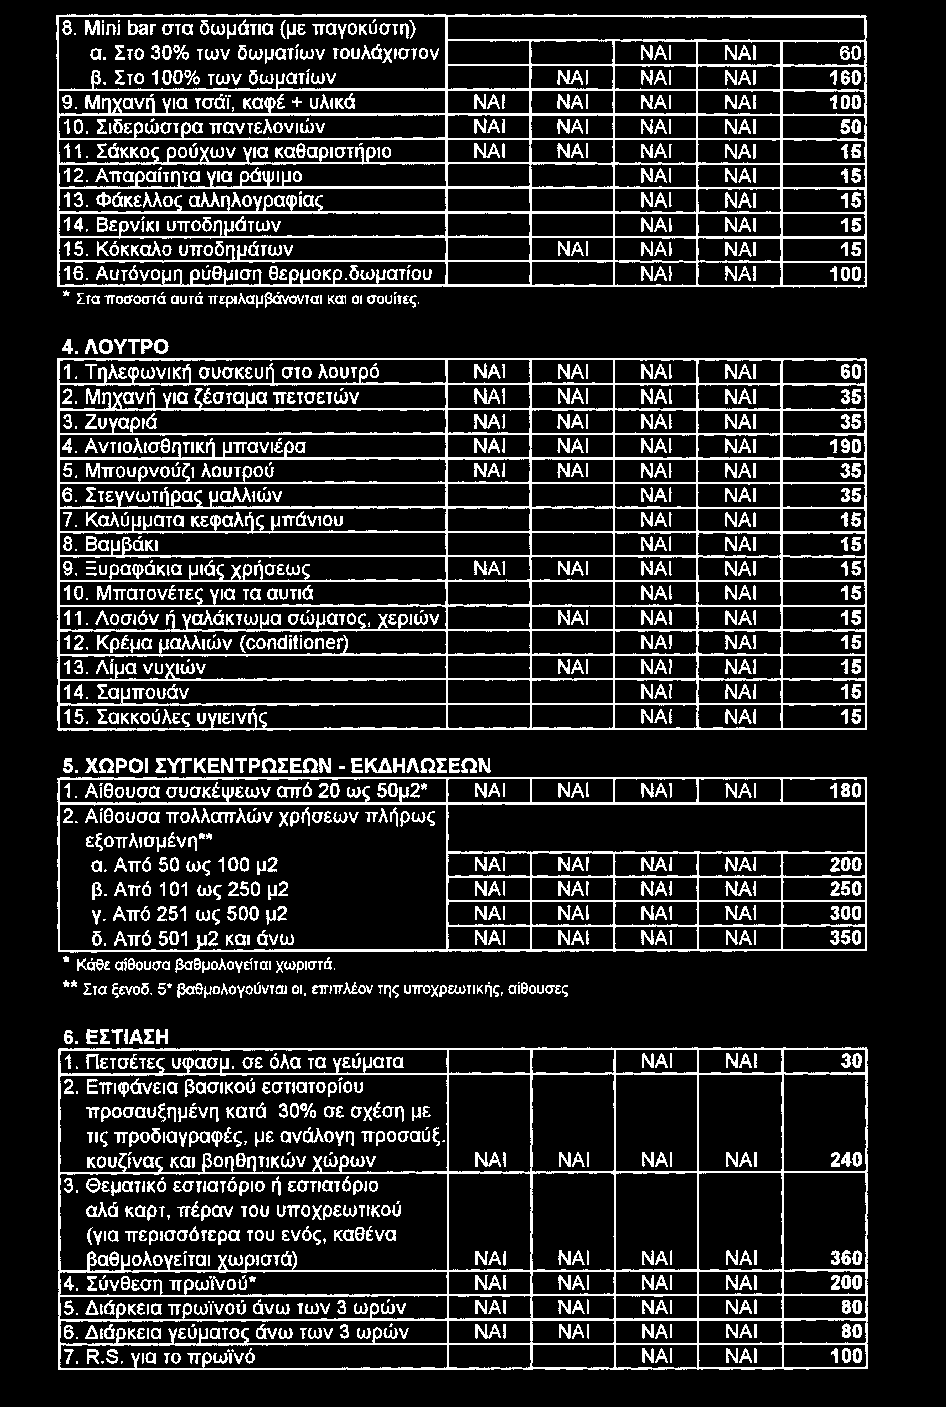 8. Mini bar στα δωμάτια (με παγοκύστη)
α. Στο 30% των δωματίων τουλάχιστον ΝΑΙ ΝΑΙ 60
β. Στο 100% των δωματίων ΝΑΙ ΝΑΙ ΝΑΙ 160
9. Μηχανή για τσάϊ, καφέ + υλικά ΝΑΙ ΝΑΙ ΝΑΙ ΝΑΙ 100
10. Σιδερώστρα παντελονιών ΝΑΙ ΝΑΙ ΝΑΙ ΝΑΙ 50
11. Σάκκος ρούχων για καθαριστήριο ΝΑΙ ΝΑΙ ΝΑΙ ΝΑΙ 15
12. Απαραίτητα για ράψιμο ΝΑΙ ΝΑΙ 15
13. Φάκελλος αλληλογραφίας ΝΑΙ ΝΑΙ 15
14. Βερνίκι υποδημάτων ΝΑΙ ΝΑΙ 15
15. Κόκκαλο υποδημάτων ΝΑΙ ΝΑΙ ΝΑΙ 15
16. Αυτόνομη ρύθμιση θερμοκρ.δωματίου ΝΑΙ ΝΑΙ 100
* Στα ποσοστά αυτά περιλαμβάνονται και οι σουίτες.
4. ΛΟΥΤΡΟ
1. Τηλεφωνική συσκευή στο λουτρό ΝΑΙ ΝΑΙ ΝΑΙ ΝΑΙ 60
2. Μηχανή για ζέσταμα πετσετών ΝΑΙ ΝΑΙ ΝΑΙ ΝΑΙ 35
3. Ζυγαριά ΝΑΙ ΝΑΙ ΝΑΙ ΝΑΙ 35
4. Αντιολισθητική μπανιέρα ΝΑΙ ΝΑΙ ΝΑΙ ΝΑΙ 190
5. Μπουρνούζι λουτρού ΝΑΙ ΝΑΙ ΝΑΙ ΝΑΙ 35
6. Στεγνωτήρας μαλλιών ΝΑΙ ΝΑΙ 35
7. Καλύμματα κεφαλής μπάνιου ΝΑΙ ΝΑΙ 15
8. Βαμβάκι ΝΑΙ ΝΑΙ 15
9. Ξυραφάκια μιάς χρήσεως ΝΑΙ ΝΑΙ ΝΑΙ ΝΑΙ 15
10. Μπατονέτες για τα αυτιά ΝΑΙ ΝΑΙ 15
11. Λοσιόν ή γαλάκτωμα σώματος, χεριών ΝΑΙ ΝΑΙ ΝΑΙ 15
12. Κρέμα μαλλιών (conditioner) ΝΑΙ ΝΑΙ 15
13. Λίμα νυχιών ΝΑΙ ΝΑΙ ΝΑΙ 15
14. Σαμπουάν ΝΑΙ ΝΑΙ 15
15. Σακκούλες υγιεινής ΝΑΙ ΝΑΙ 15
5. ΧΩΡΟΙ ΣΥΓΚΕΝΤΡΩΣΕΩΝ - ΕΚΔΗΛΩΣΕΩΝ
1. Αίθουσα συσκέψεων από 20 ως 50μ2* ΝΑΙ ΝΑΙ ΝΑΙ ΝΑΙ 180
2. Αίθουσα πολλαπλών χρήσεων πλήρως
εξοπλισμένη**
α. Από 50 ως 100 μ2 ΝΑΙ ΝΑΙ ΝΑΙ ΝΑΙ 200
β. Από 101 ως 250 μ2 ΝΑΙ ΝΑΙ ΝΑΙ ΝΑΙ 250
γ. Από 251 ως 500 μ2 ΝΑΙ ΝΑΙ ΝΑΙ ΝΑΙ 300
δ. Από 501 μ2 και άνω ΝΑΙ ΝΑΙ ΝΑΙ ΝΑΙ 350
* Κάθε αίθουσα βαθμολογείται χωριστά.
** Στα ξενοδ. 5* βαθμολογούνται οι, επιπλέον της υποχρεωτικής, αίθουσες
6. ΕΣΤΙΑΣΗ
1. Πετσέτες υφασμ. σε όλα τα γεύματα ΝΑΙ ΝΑΙ 30
2. Επιφάνεια βασικού εστιατορίου
προσαυξημένη κατά 30% σε σχέση με
τις προδιαγραφές, με ανάλογη προσαύξ.
κουζίνας και βοηθητικών χώρων ΝΑΙ ΝΑΙ ΝΑΙ ΝΑΙ 240
3. Θεματικό εστιατόριο ή εστιατόριο
αλά καρτ, πέραν του υποχρεωτικού
(για περισσότερα του ενός, καθένα
βαθμολογείται χωριστά) ΝΑΙ ΝΑΙ ΝΑΙ ΝΑΙ 360
4. Σύνθεση πρωϊνού* ΝΑΙ ΝΑΙ ΝΑΙ ΝΑΙ 200
5. Διάρκεια πρωϊνού άνω των 3 ωρών ΝΑΙ ΝΑΙ ΝΑΙ ΝΑΙ 80
6. Διάρκεια γεύματος άνω των 3 ωρών ΝΑΙ ΝΑΙ ΝΑΙ ΝΑΙ 80
7. R.S. για το πρωϊνό ΝΑΙ ΝΑΙ 100